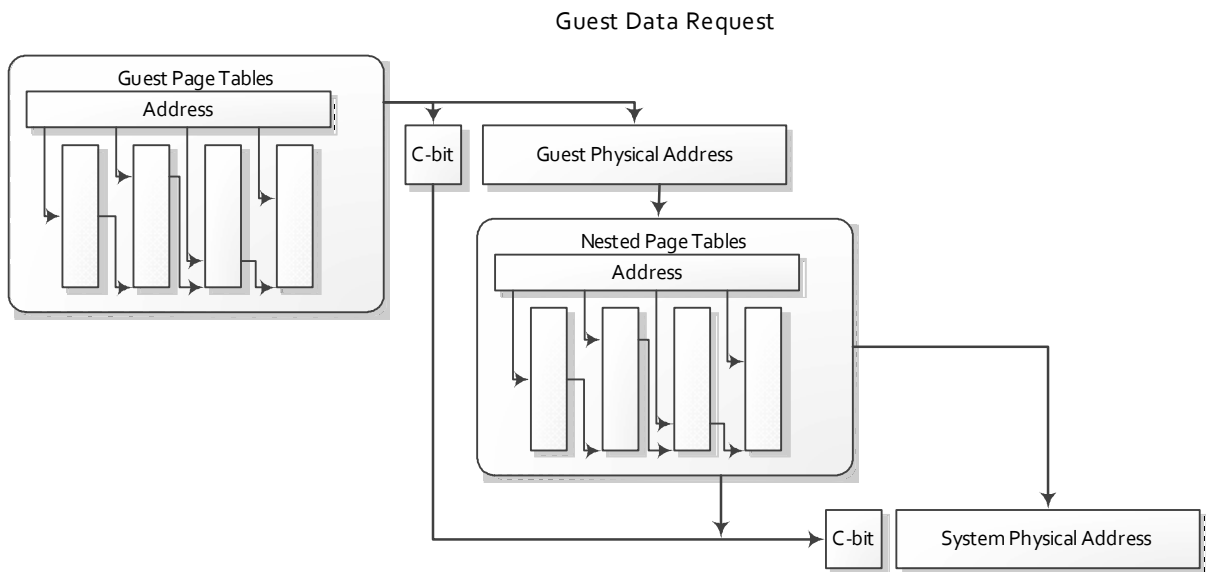 Guest Data Request
Guest Page Tables
Address
C-bit
Guest Physical Address
Nested Page Tables
Address
C-bit
System Physical Address